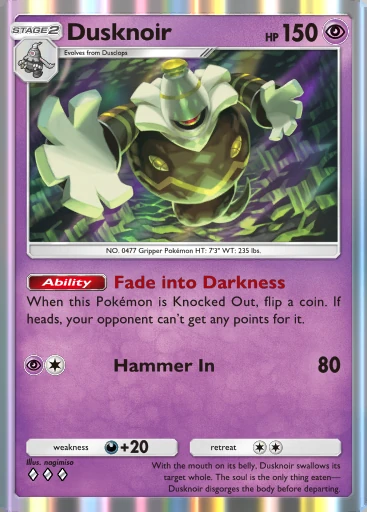 STAGE 2 Dusknoir HP 150
Evolves from Dusclops
NO. 0477 Gripper Pokémon HT: 7'3" WT: 235 lbs.
Ability Fade into Darkness
When this Pokémon is Knocked Out, flip a coin. If
heads, your opponent can't get any points for it.
Hammer In 80
weakness +20 retreat
Illus. nagimiso
With the mouth on its belly, Dusknoir swallows its
target whole. The soul is the only thing eaten—
Dusknoir disgorges the body before departing.